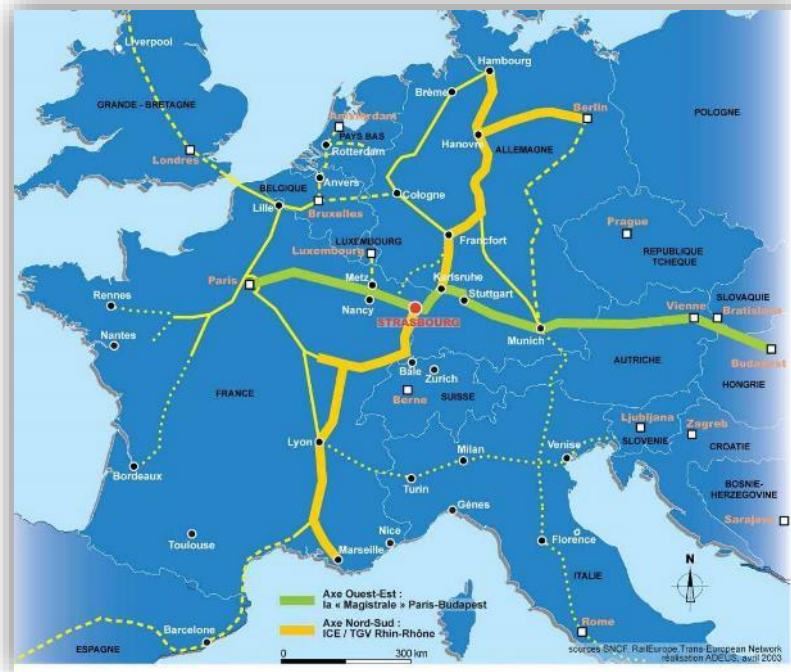 Liverpool
GRANDE - BRETAGNE
Londres
Hambourg
Brême
Berlin
POLOGNE
Amsterdam
PAYS BAS
Rotterdam
Hanovre
ALLEMAGNE
Anvers
BELGIQUE
Cologne
Lille
Bruxelles
Prague
LUXEMBOURG
Luxembourg
Francfort
REPUBLIQUE
TCHEQUE
Paris
Metz
Karlsruhe
Rennes
Nancy
Stuttgart
SLOVAQUIE
Vienne
Bratislava
STRASBOURG
Nantes
Munich
Budapest
Bâle
Zürich
AUTRICHE
HONGRIE
FRANCE
Berne
SUISSE
Ljubljana
Zagreb
SLOVENIE
CROATIE
Lyon
Milan
Venise
Bordeaux
Turin
BOSNIE-
HERZEGOVINE
Gênes
Sarajevo
Toulouse
Nice
Florence
Marseille
N
ITALIE
Axe Ouest-Est :
la « Magistrale » Paris-Budapest
Axe Nord-Sud :
ICE / TGV Rhin-Rhône
Rome
Barcelone
ESPAGNE
0 300 km
sources SNCF, RailEurope,Trans-European Network
réalisation ADEUS, avril 2003